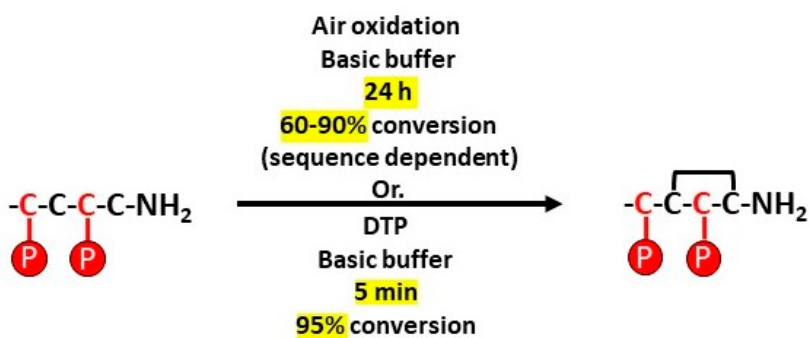 Air oxidation
Basic buffer
24 h
60-90% conversion
(sequence dependent)
Or.
-C-C-C-C-NH₂
P P
DTP
Basic buffer
5 min
95% conversion
-C-C-C-C-NH₂
P P